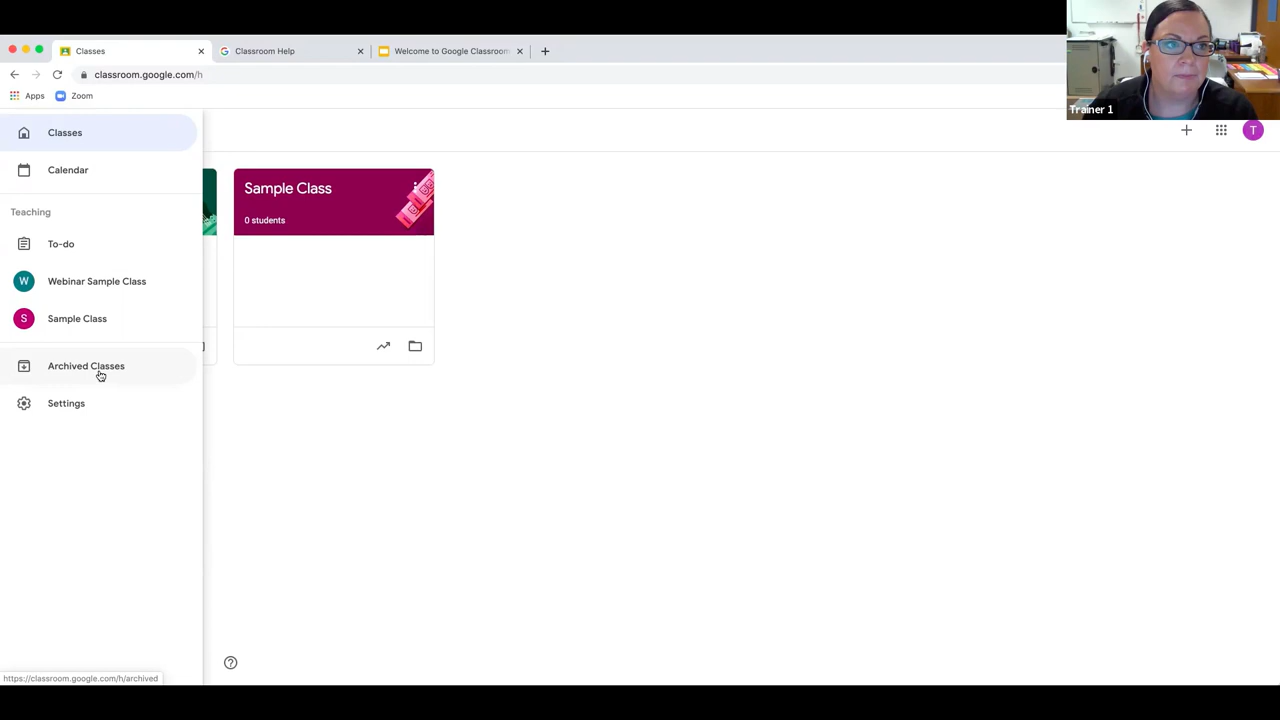 Classes
Classroom Help
Welcome to Google Classroom
classroom.google.com/h
Apps
Zoom
Trainer 1
T
Classes
Calendar
Teaching
To-do
W
Webinar Sample Class
S
Sample Class
Archived Classes
Settings
Sample Class
0 students
https://classroom.google.com/h/archived